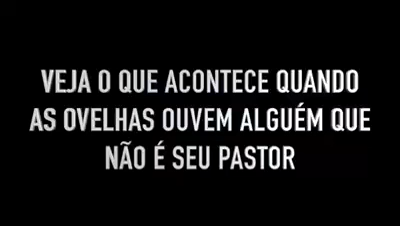 VEJA O QUE ACONTECE QUANDO
AS OVELHAS OUVEM ALGUÉM QUE
NÃO É SEU PASTOR